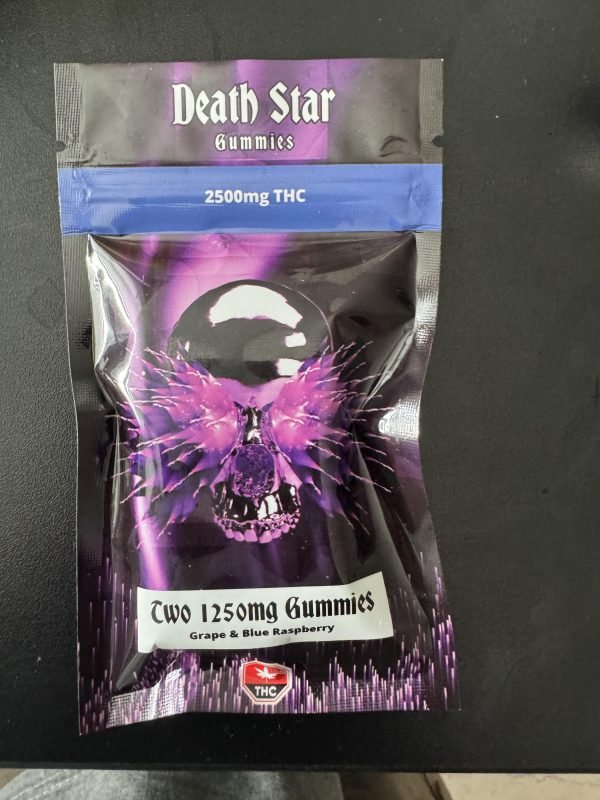 Death Star
Gummies
2500mg THC
Two 1250mg Gummies
Grape & Blue Raspberry
THC